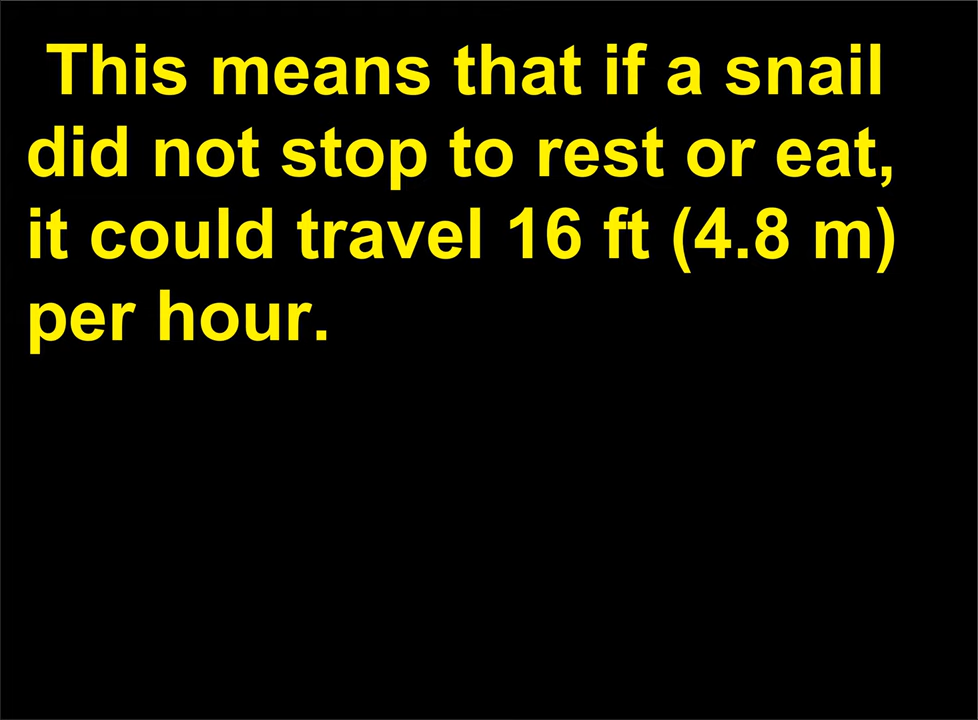 This means that if a snail
did not stop to rest or eat,
it could travel 16 ft (4.8 m)
per hour.